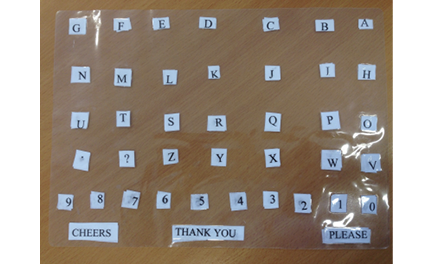 G F E D C B A
N M L K J I H
U T S R Q P O
. ? Z Y X W V
9 8 7 6 5 4 3 2 1 0
CHEERS THANK YOU PLEASE